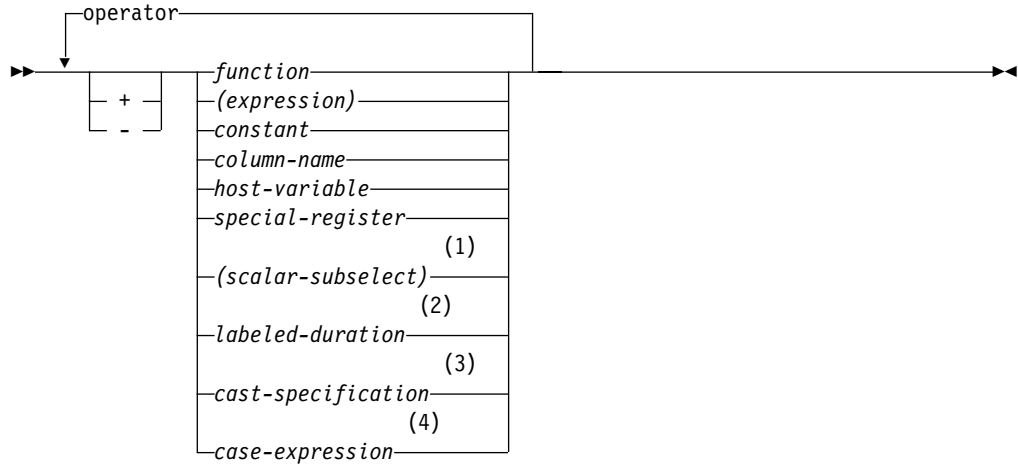 operator
function
+ (expression)
- constant
column-name
host-variable
special-register
(1)
(scalar-subselect)
(2)
labeled-duration
(3)
cast-specification
(4)
case-expression